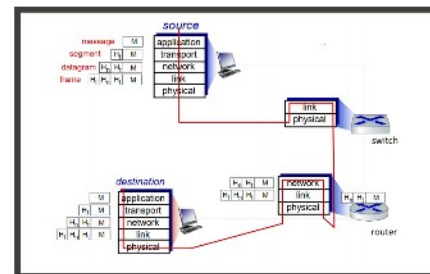 source
message M application
segment Ht M transport
datagram Hn Ht M network
frame Hl Hn Ht M link
physical
link
physical
switch
destination
M application
Ht M transport
Hn Ht M network
Hl Hn Ht M link
physical
Hn Ht M network
Hl Hn Ht M link
physical
Hn Ht M
router